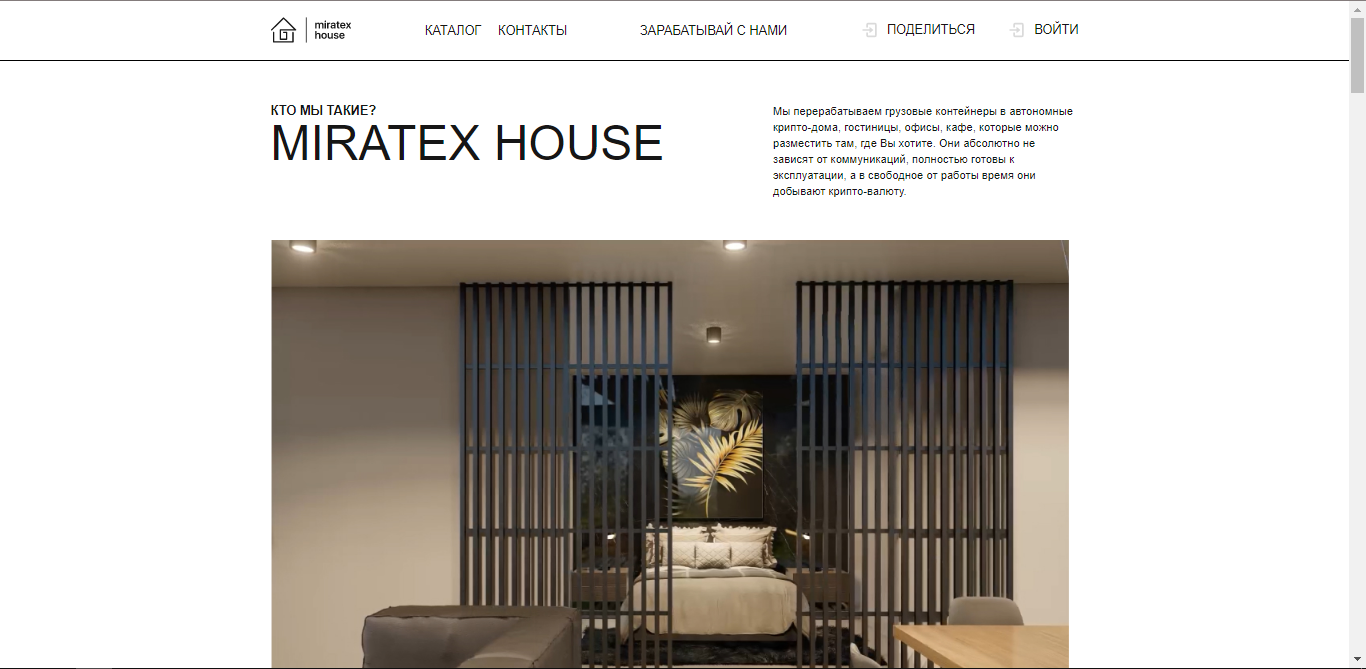 miratex
house
КАТАЛОГ
КОНТАКТЫ
ЗАРАБАТЫВАЙ С НАМИ
ПОДЕЛИТЬСЯ
ВОЙТИ
КТО МЫ ТАКИЕ?
MIRATEX HOUSE
Мы перерабатываем грузовые контейнеры в автономные
крипто-дома, гостиницы, офисы, кафе, которые можно
разместить там, где Вы хотите. Они абсолютно не
зависят от коммуникаций, полностью готовы к
эксплуатации, а в свободное от работы время они
добывают крипто-валюту.